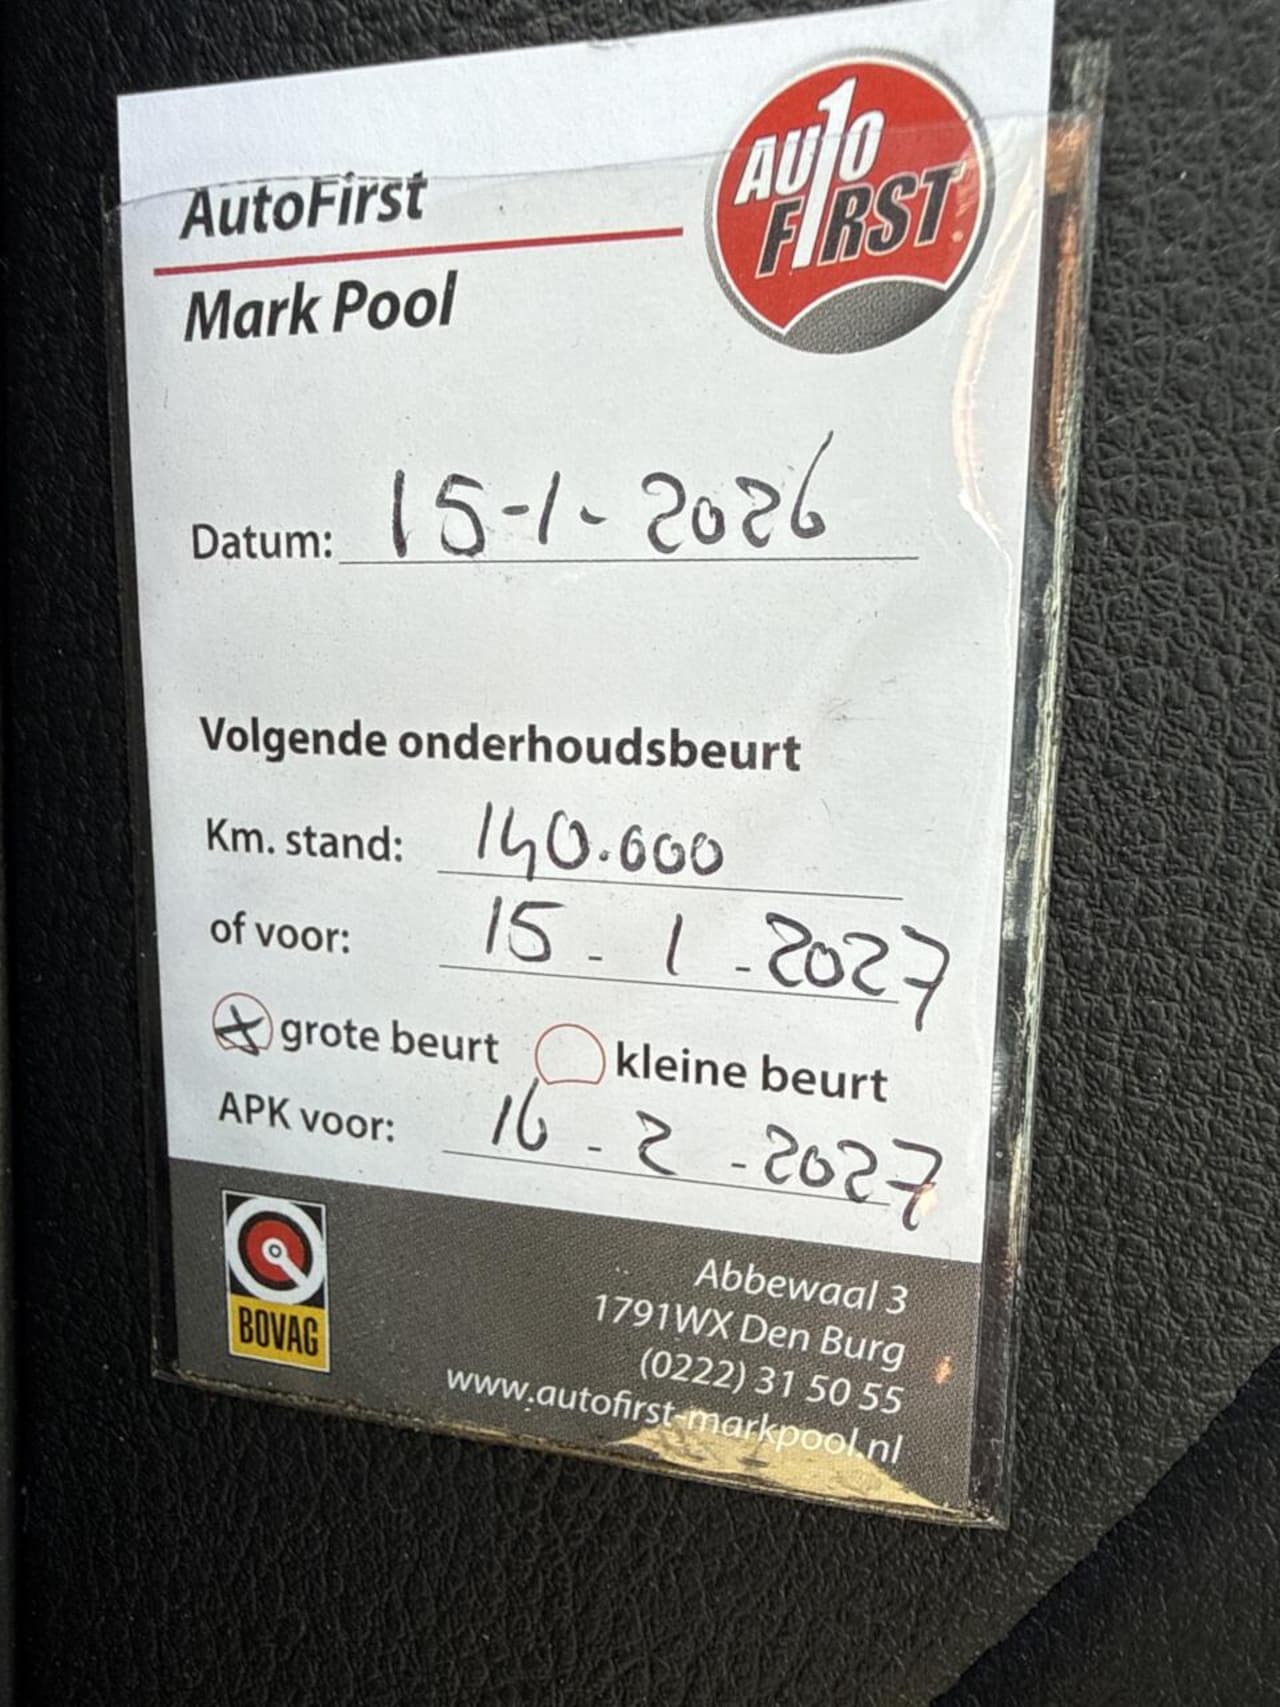 AutoFirst
Mark Pool
AUTO
FIRST
Datum: 15-1-2026
Volgende onderhoudsbeurt
Km. stand: 140.600
of voor: 15-1-2027
grote beurt kleine beurt
APK voor: 16-2-2027
BOVAG
Abbewaal 3
1791WX Den Burg
(0222) 31 50 55
www.autofirst-markpool.nl